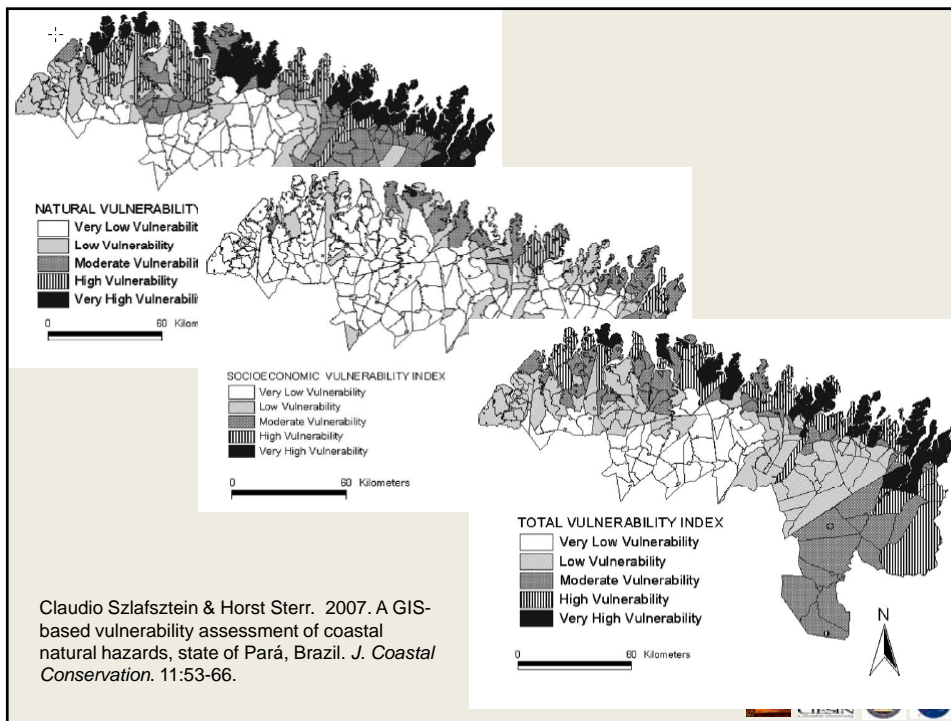 NATURAL VULNERABILITY
Very Low Vulnerabilit
Low Vulnerability
Moderate Vulnerabilit
High Vulnerability
Very High Vulnerabili
0 60 Kilom
SOCIOECONOMIC VULNERABILITY INDEX
Very Low Vulnerability
Low Vulnerability
Moderate Vulnerability
High Vulnerability
Very High Vulnerability
0 60 Kilometers
TOTAL VULNERABILITY INDEX
Very Low Vulnerability
Low Vulnerability
Moderate Vulnerability
High Vulnerability
Very High Vulnerability
0 60 Kilometers
N
Claudio Szlafsztein & Horst Sterr. 2007. A GIS-
based vulnerability assessment of coastal
natural hazards, state of Pará, Brazil. J. Coastal
Conservation. 11:53-66.